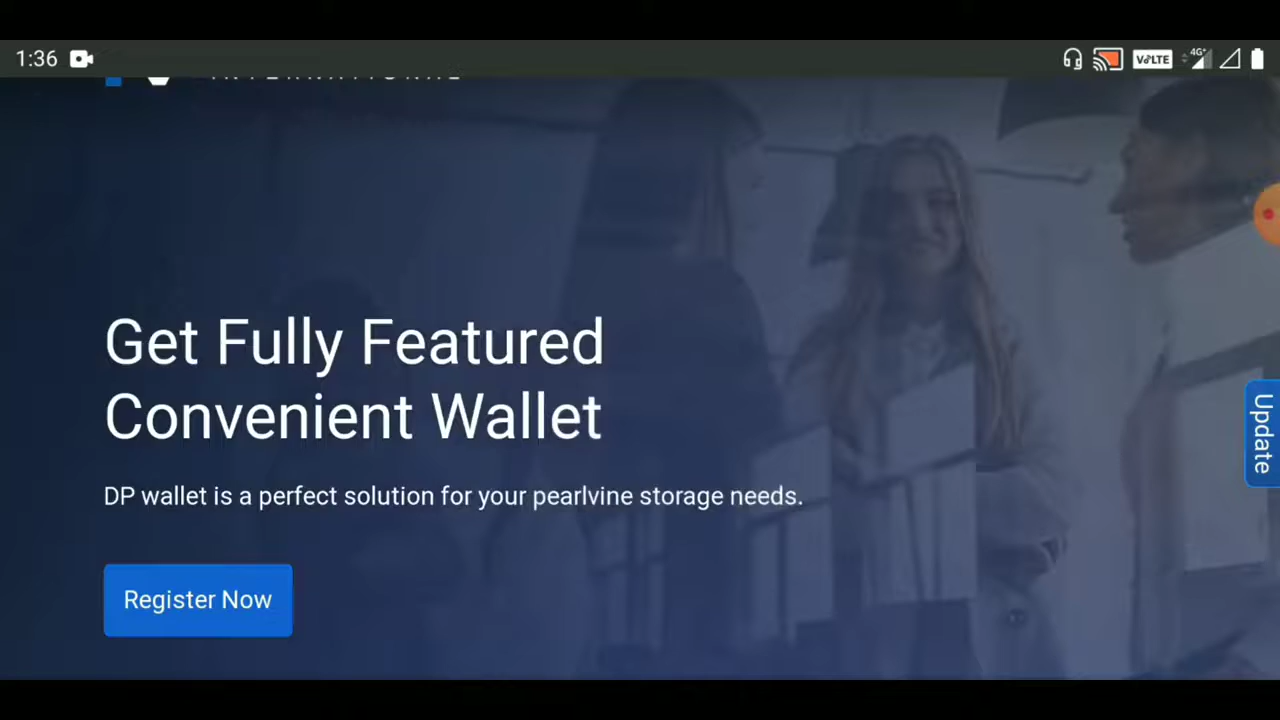 1:36
VoLTE 4G+
Get Fully Featured
Convenient Wallet
Update
DP wallet is a perfect solution for your pearlvine storage needs.
Register Now